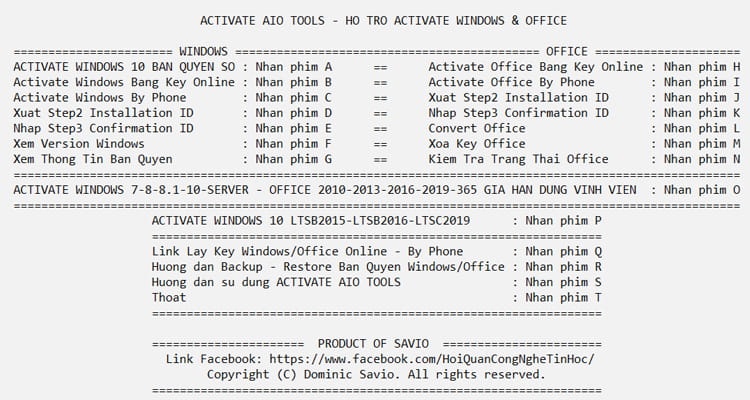 ACTIVATE AIO TOOLS - HO TRO ACTIVATE WINDOWS & OFFICE
======================= WINDOWS ============================================ OFFICE =====================
ACTIVATE WINDOWS 10 BAN QUYEN SO : Nhan phim A == Activate Office Bang Key Online : Nhan phim H
Activate Windows Bang Key Online : Nhan phim B == Activate Office By Phone : Nhan phim I
Activate Windows By Phone : Nhan phim C == Xuat Step2 Installation ID : Nhan phim J
Xuat Step2 Installation ID : Nhan phim D == Nhap Step3 Confirmation ID : Nhan phim K
Nhap Step3 Confirmation ID : Nhan phim E == Convert Office : Nhan phim L
Xem Version Windows : Nhan phim F == Xoa Key Office : Nhan phim M
Xem Thong Tin Ban Quyen : Nhan phim G == Kiem Tra Trang Thai Office : Nhan phim N
=========================================================================================================
ACTIVATE WINDOWS 7-8-8.1-10-SERVER - OFFICE 2010-2013-2016-2019-365 GIA HAN DUNG VINH VIEN : Nhan phim O
=========================================================================================================
ACTIVATE WINDOWS 10 LTSB2015-LTSB2016-LTSC2019 : Nhan phim P
=================================================================
Link Lay Key Windows/Office Online - By Phone : Nhan phim Q
Huong dan Backup - Restore Ban Quyen Windows/Office : Nhan phim R
Huong dan su dung ACTIVATE AIO TOOLS : Nhan phim S
Thoat : Nhan phim T
=================================================================
====================== PRODUCT OF SAVIO =======================
Link Facebook: https://www.facebook.com/HoiQuanCongNgheTinHoc/
Copyright (C) Dominic Savio. All rights reserved.
=================================================================